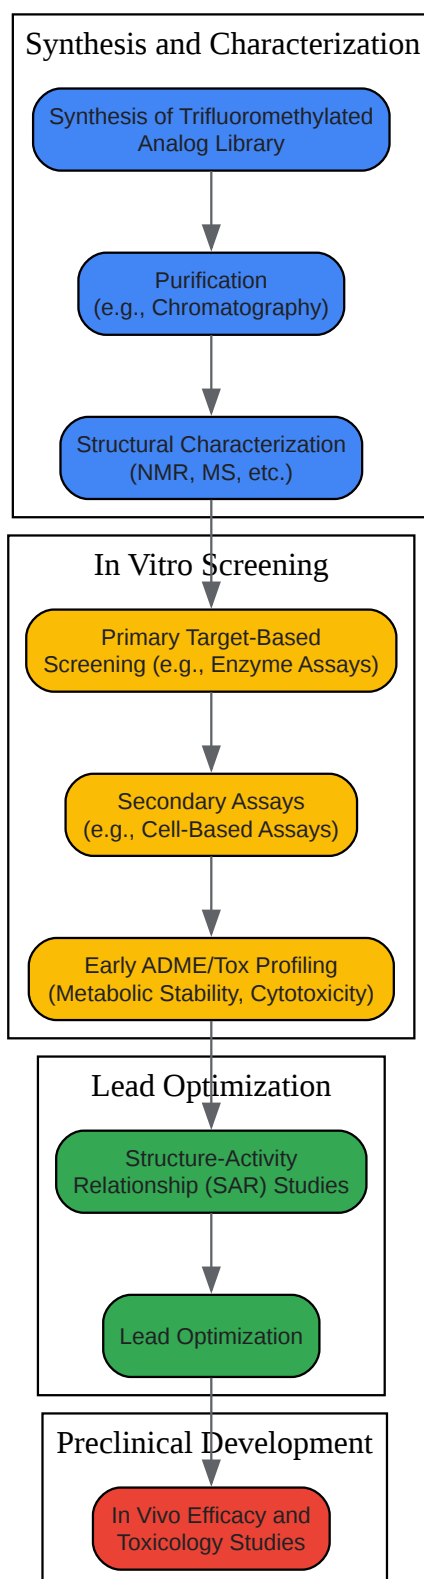 Synthesis and Characterization
Synthesis of Trifluoromethylated
Analog Library
Purification
(e.g., Chromatography)
Structural Characterization
(NMR, MS, etc.)
In Vitro Screening
Primary Target-Based
Screening (e.g., Enzyme Assays)
Secondary Assays
(e.g., Cell-Based Assays)
Early ADME/Tox Profiling
(Metabolic Stability, Cytotoxicity)
Lead Optimization
Structure-Activity
Relationship (SAR) Studies
Lead Optimization
Preclinical Development
In Vivo Efficacy and
Toxicology Studies